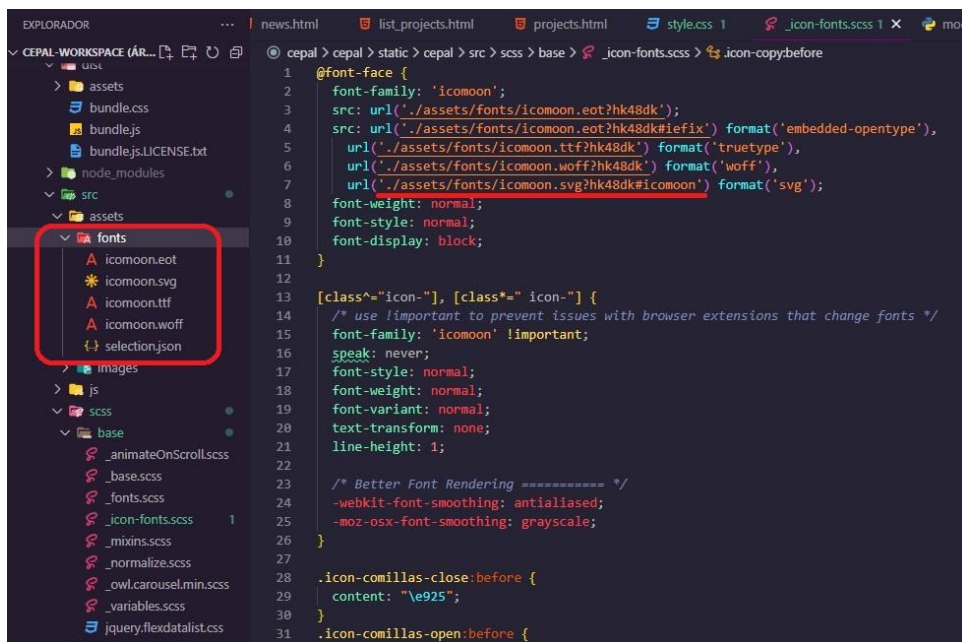 EXPLORADOR ...
CEPAL-WORKSPACE (ÁR...
dist
assets
bundle.css
bundle.js
bundle.js.LICENSE.txt
node_modules
src
assets
fonts
icomoon.eot
icomoon.svg
icomoon.ttf
icomoon.woff
selection.json
images
js
scss
base
_animateOnScroll.scss
_base.scss
_fonts.scss
_icon-fonts.scss 1
_mixins.scss
_normalize.scss
_owl.carousel.min.scss
_variables.scss
jquery.flexdatalist.css
news.html list_projects.html projects.html style.css 1 _icon-fonts.scss 1 × mo
cepal > cepal > static > cepal > src > scss > base > _icon-fonts.scss > .icon-copy:before
1 @font-face {
2 font-family: 'icomoon';
3 src: url('./assets/fonts/icomoon.eot?hk48dk');
4 src: url('./assets/fonts/icomoon.eot?hk48dk#iefix') format('embedded-opentype'),
5 url('./assets/fonts/icomoon.ttf?hk48dk') format('truetype'),
6 url('./assets/fonts/icomoon.woff?hk48dk') format('woff'),
7 url('./assets/fonts/icomoon.svg?hk48dk#icomoon') format('svg');
8 font-weight: normal;
9 font-style: normal;
10 font-display: block;
11 }
12
13 [class^="icon-"], [class*=" icon-"] {
14 /* use !important to prevent issues with browser extensions that change fonts */
15 font-family: 'icomoon' !important;
16 speak: never;
17 font-style: normal;
18 font-weight: normal;
19 font-variant: normal;
20 text-transform: none;
21 line-height: 1;
22
23 /* Better Font Rendering =========== */
24 -webkit-font-smoothing: antialiased;
25 -moz-osx-font-smoothing: grayscale;
26 }
27
28 .icon-comillas-close:before {
29 content: "\e925";
30 }
31 .icon-comillas-open:before {